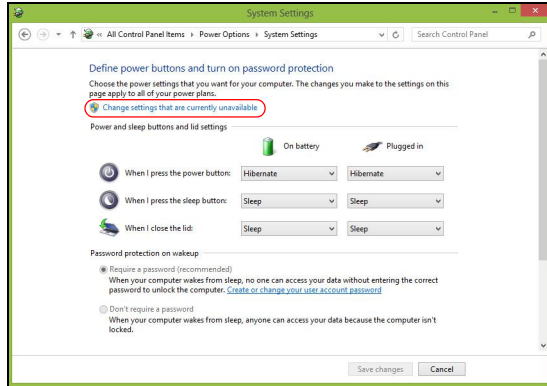 System Settings
« All Control Panel Items ▸ Power Options ▸ System Settings
Search Control Panel
Define power buttons and turn on password protection
Choose the power settings that you want for your computer. The changes you make to the settings on this
page apply to all of your power plans.
Change settings that are currently unavailable
Power and sleep buttons and lid settings
On battery Plugged in
When I press the power button: Hibernate Hibernate
When I press the sleep button: Sleep Sleep
When I close the lid: Sleep Sleep
Password protection on wakeup
Require a password (recommended)
When your computer wakes from sleep, no one can access your data without entering the correct
password to unlock the computer. Create or change your user account password
Don't require a password
When your computer wakes from sleep, anyone can access your data because the computer isn't
locked.
Save changes Cancel